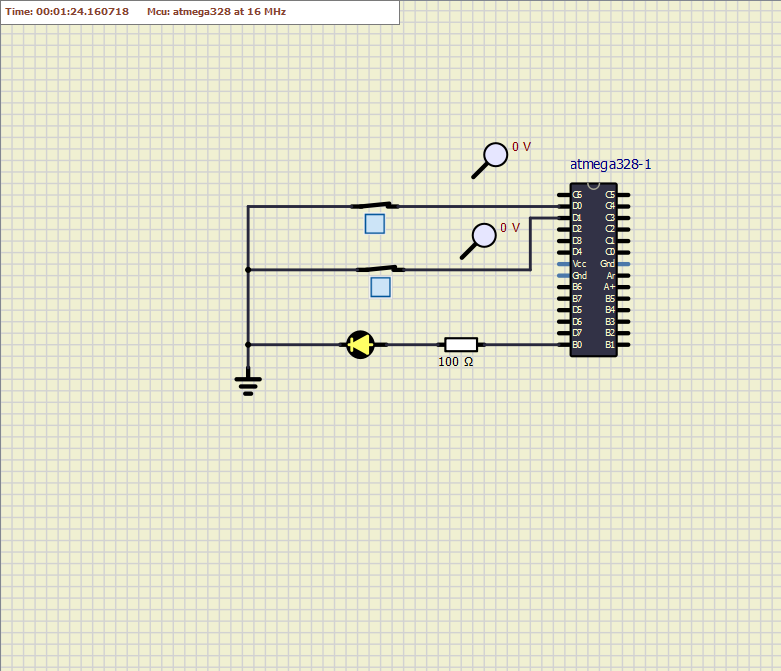 Time: 00:01:24.160718 Mcu: atmega328 at 16 MHz
0 V
atmega328-1
0 V
C6 C5
D0 C4
D1 C3
D2 C2
D3 C1
D4 C0
Vcc Gnd
Gnd Ar
B6 A+
B7 B5
D5 B4
D6 B3
D7 B2
B0 B1
100 Ω